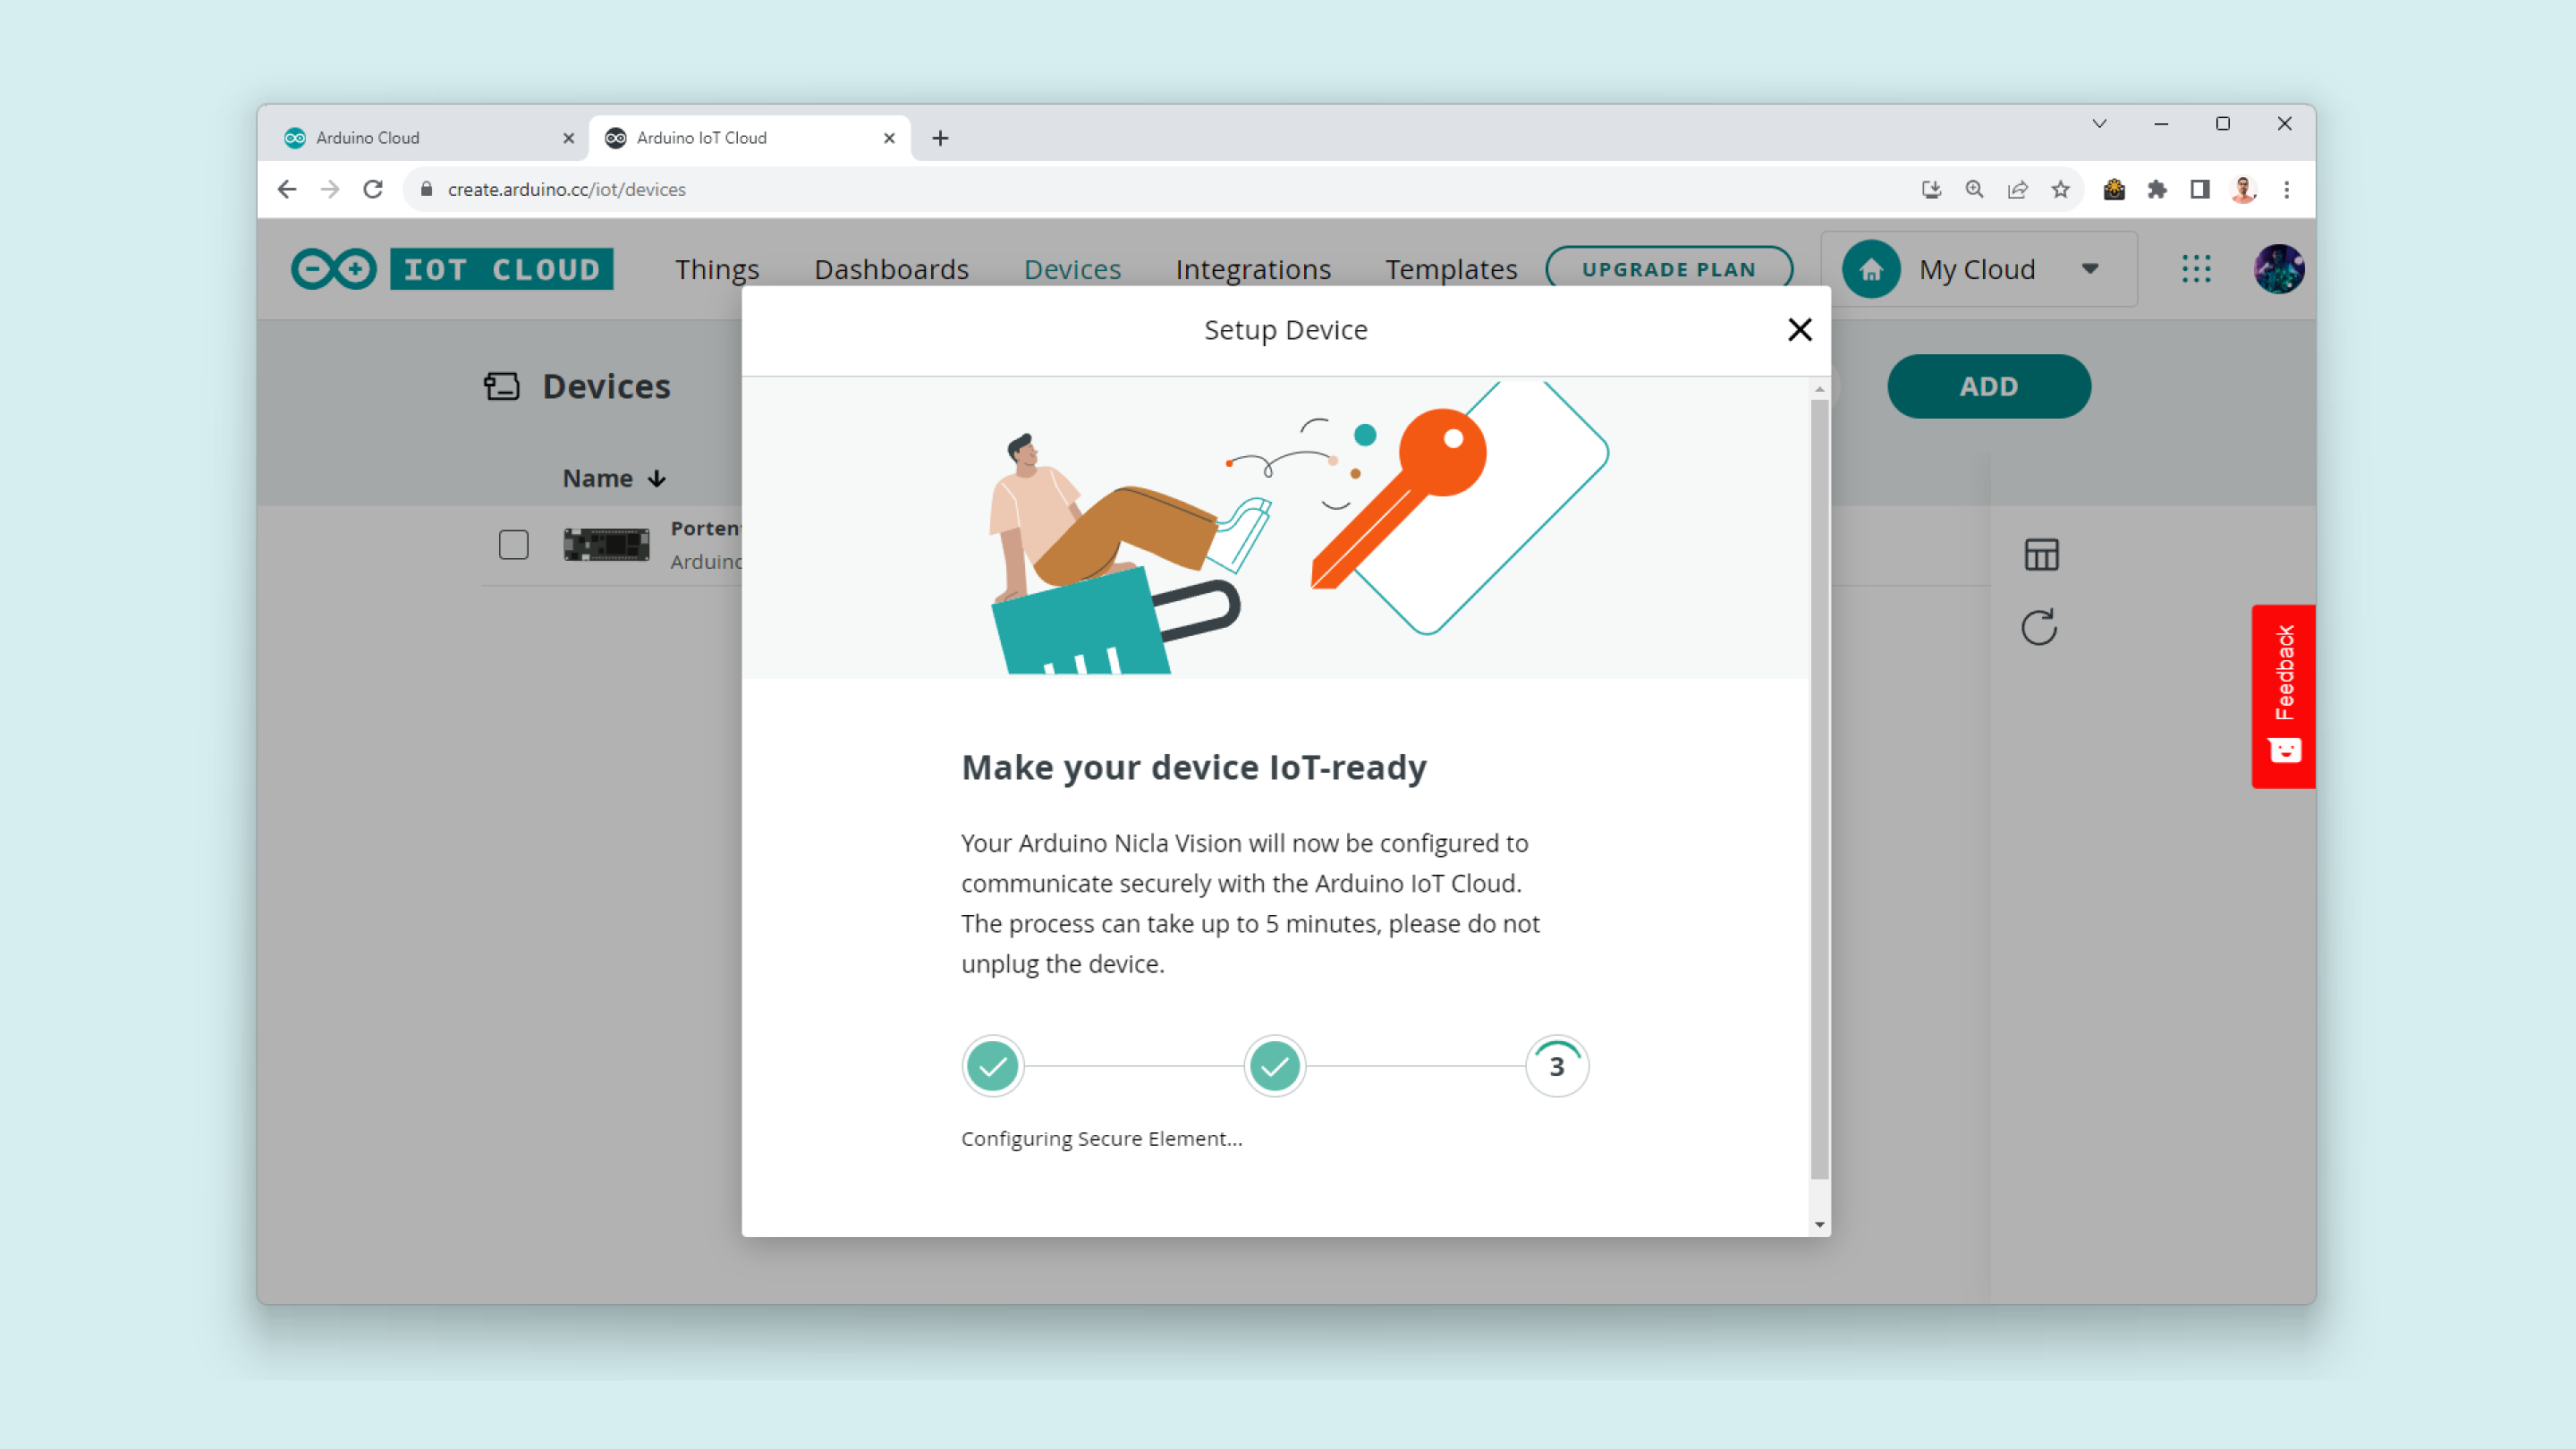 Arduino Cloud
Arduino IoT Cloud
create.arduino.cc/iot/devices
IOT CLOUD
Things
Dashboards
Devices
Integrations
Templates
UPGRADE PLAN
My Cloud
Setup Device
Devices
ADD
Name
Feedback
Make your device IoT-ready
Your Arduino Nicla Vision will now be configured to
communicate securely with the Arduino IoT Cloud.
The process can take up to 5 minutes, please do not
unplug the device.
3
Configuring Secure Element...